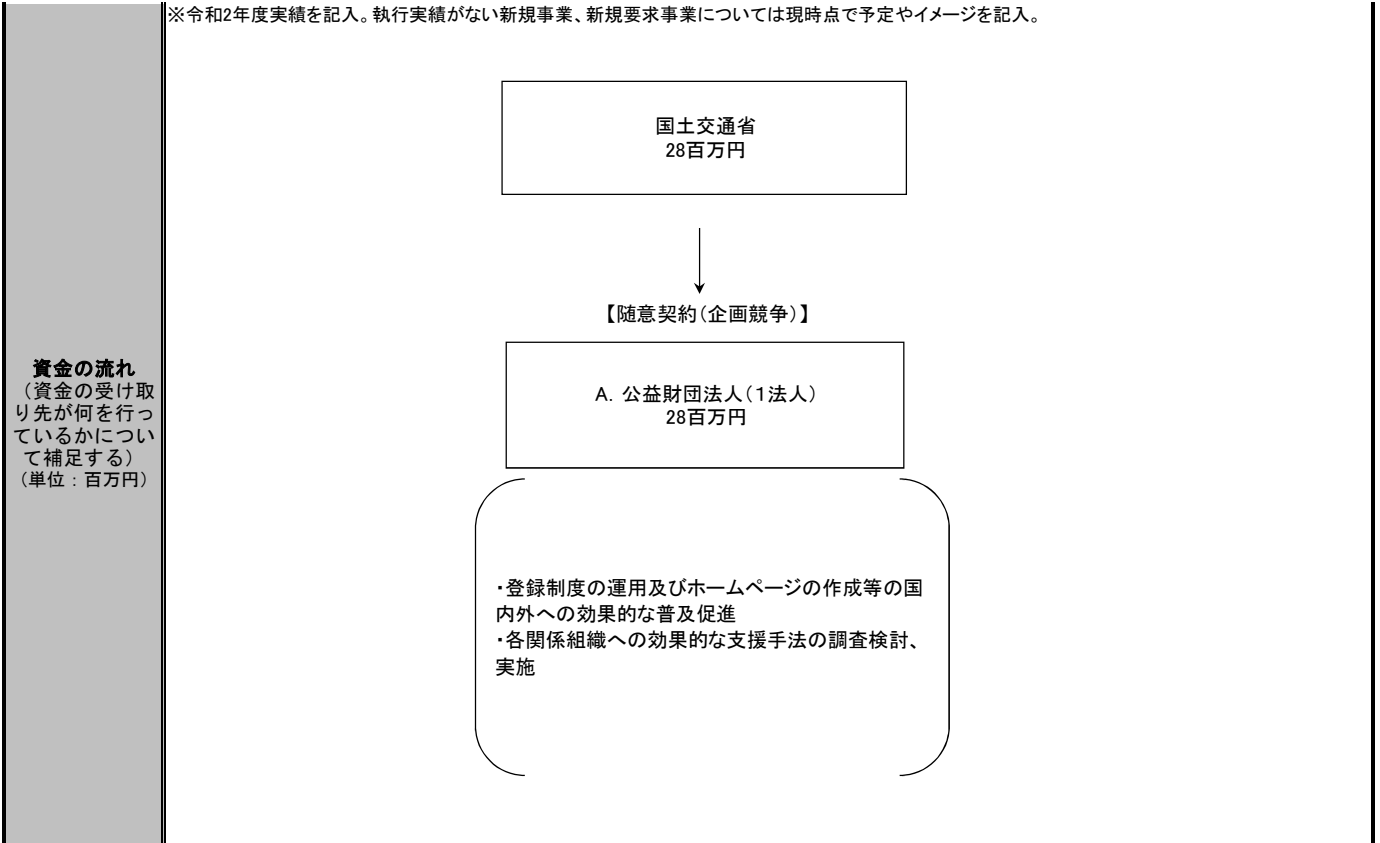 ※令和2年度実績を記入。執行実績がない新規事業、新規要求事業については現時点で予定やイメージを記入。
国土交通省
28百万円
【随意契約(企画競争)】
資金の流れ
（資金の受け取
り先が何を行っ
ているかについ
て補足する）
（単位：百万円）
A. 公益財団法人(1法人)
28百万円
・登録制度の運用及びホームページの作成等の国
内外への効果的な普及促進
・各関係組織への効果的な支援手法の調査検討、
実施